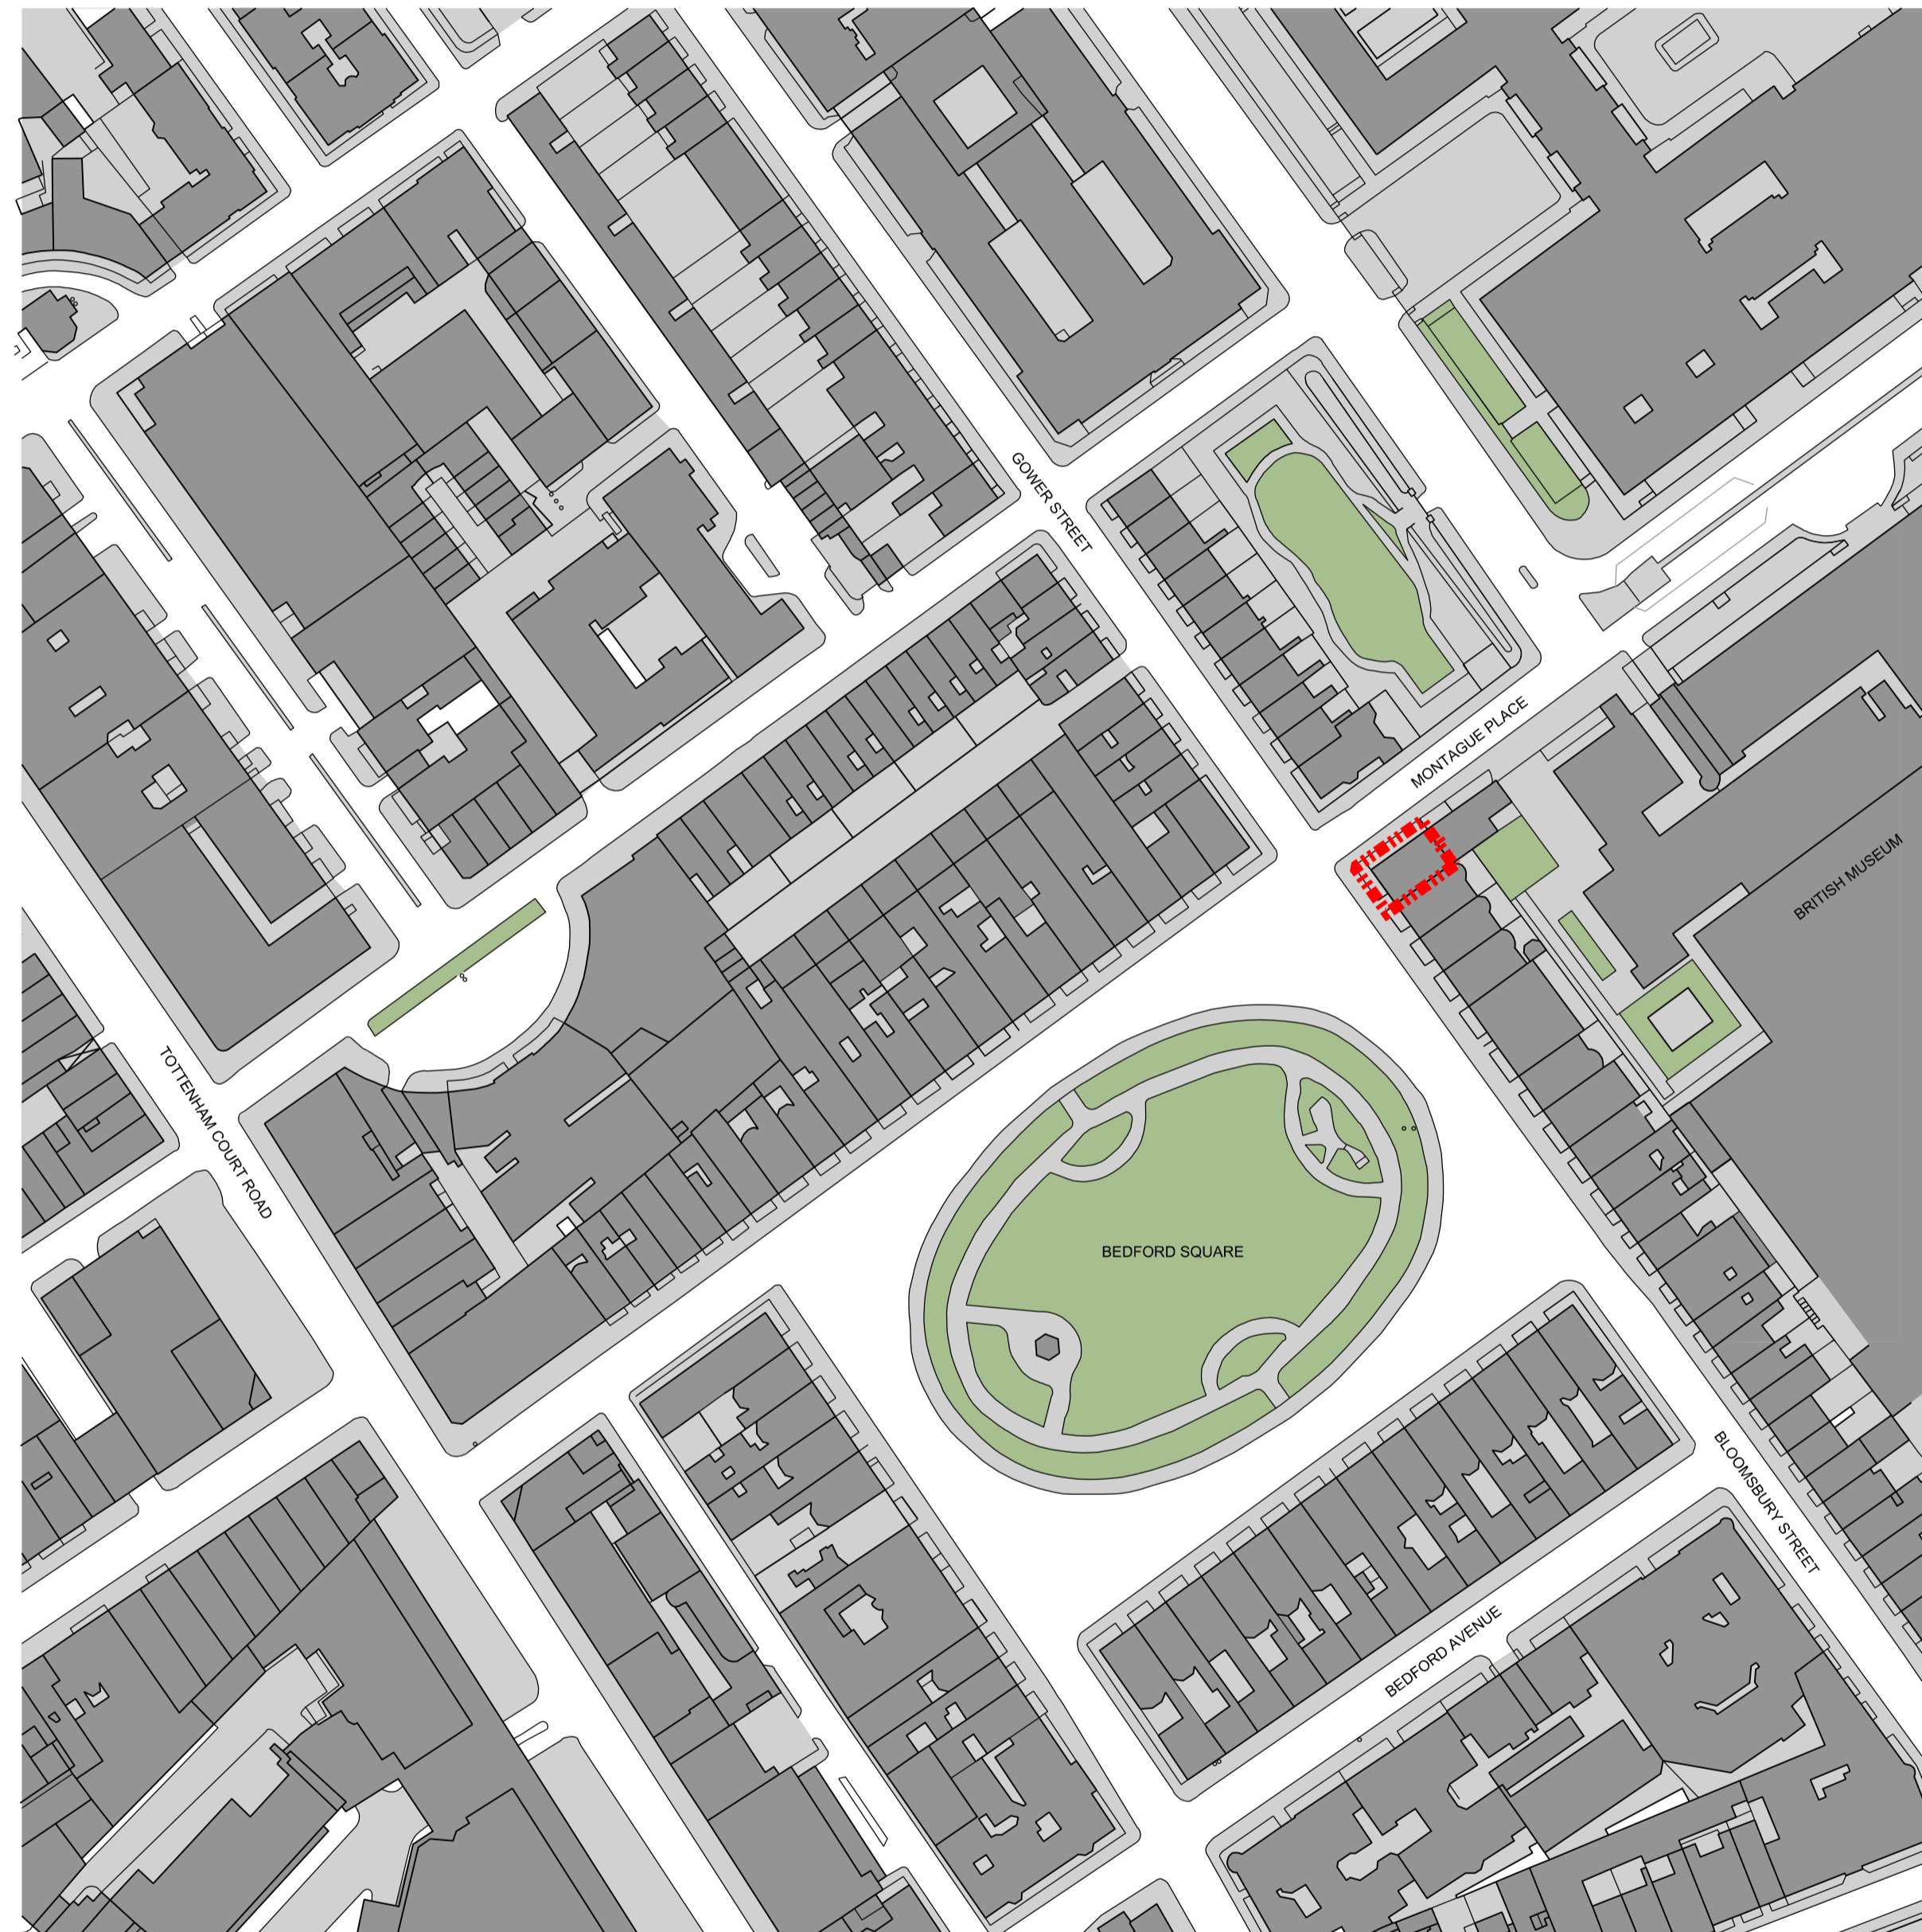 GOWER STREET
MONTAGUE PLACE
BRITISH MUSEUM
TOTTENHAM COURT ROAD
BEDFORD SQUARE
BLOOMSBURY STREET
BEDFORD AVENUE